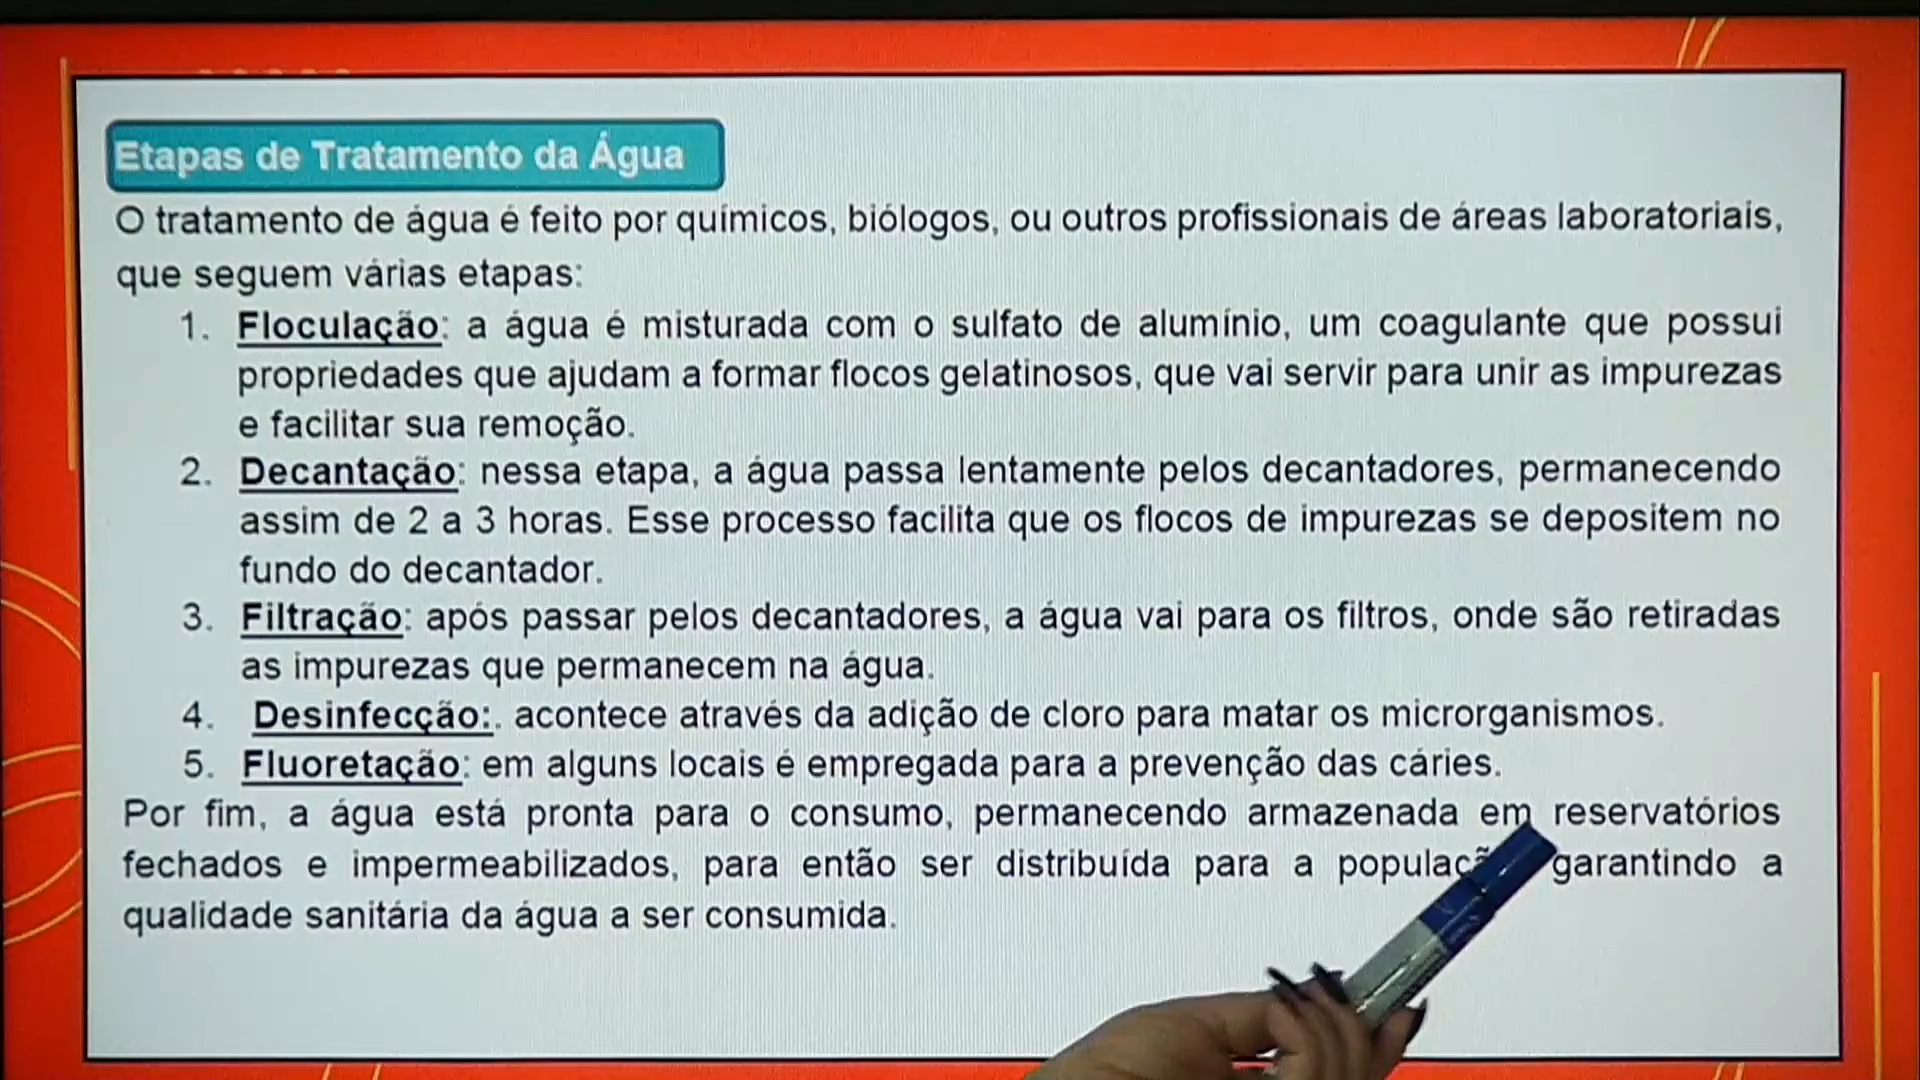 Etapas de Tratamento da Água
O tratamento de água é feito por químicos, biólogos, ou outros profissionais de áreas laboratoriais,
que seguem várias etapas:
1. Floculação: a água é misturada com o sulfato de alumínio, um coagulante que possui
propriedades que ajudam a formar flocos gelatinosos, que vai servir para unir as impurezas
e facilitar sua remoção.
2. Decantação: nessa etapa, a água passa lentamente pelos decantadores, permanecendo
assim de 2 a 3 horas. Esse processo facilita que os flocos de impurezas se depositem no
fundo do decantador.
3. Filtração: após passar pelos decantadores, a água vai para os filtros, onde são retiradas
as impurezas que permanecem na água.
4. Desinfecção:. acontece através da adição de cloro para matar os microrganismos.
5. Fluoretação: em alguns locais é empregada para a prevenção das cáries.
Por fim, a água está pronta para o consumo, permanecendo armazenada em reservatórios
fechados e impermeabilizados, para então ser distribuída para a garantindo a
qualidade sanitária da água a ser consumida.